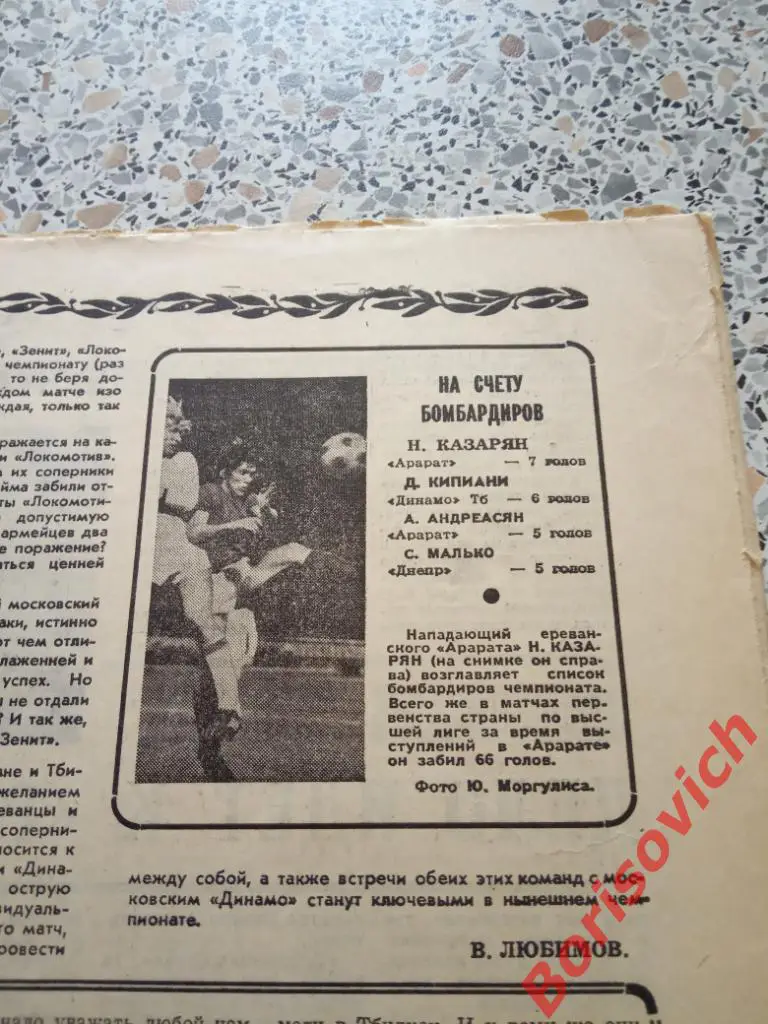 , «Зенит», «Локо-
чемпионату (раз
то не беря до-
ждом матче изо
ждая, только так
ражается на ка-
и «Локомотив».
а их соперники
йма забили от-
ты «Локомоти-
допустимую
армейцев два
е поражение?
аться ценней
й московский
аки, истинно
от чем отли-
лаженней и
успех. Но
ы не отдали
? И так же,
Зенит».
ане и Тби-
желанием
еванцы и
соперни-
носится к
и «Дина-
острую
видуаль-
то матч,
ровести
НА СЧЕТУ
БОМБАРДИРОВ
Н. КАЗАРЯН
«Арарат» — 7 голов
Д. КИПИАНИ
«Динамо» Тб — 6 голов
А. АНДРЕАСЯН
«Арарат» — 5 голов
С. МАЛЬКО
«Днепр» — 5 голов
Нападающий ереван-
ского «Арарата» Н. КАЗА-
РЯН (на снимке он спра-
ва) возглавляет список
бомбардиров чемпионата.
Всего же в матчах пер-
венства страны по выс-
шей лиге за время вы-
ступлений в «Арарате»
он забил 66 голов.
Фото Ю. Моргулиса.
между собой, а также встречи обеих этих команд с мос-
ковским «Динамо» станут ключевыми в нынешнем чем-
пионате.
В. ЛЮБИМОВ.
Borisovich